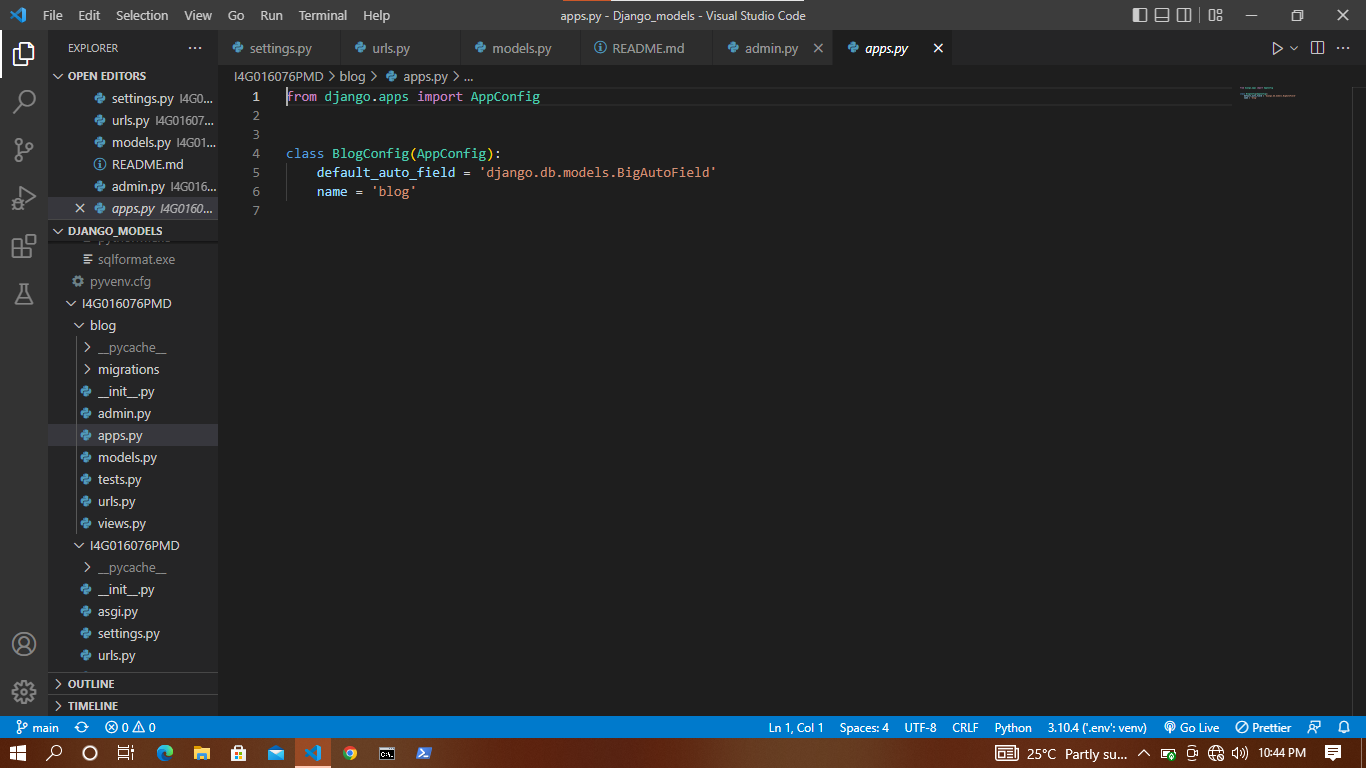 File Edit Selection View Go Run Terminal Help
apps.py - Django_models - Visual Studio Code
EXPLORER
OPEN EDITORS
settings.py I4G0...
urls.py I4G01607...
models.py I4G01...
README.md
admin.py I4G016...
apps.py I4G0160...
DJANGO_MODELS
sqlformat.exe
pyvenv.cfg
I4G016076PMD
blog
__pycache__
migrations
__init__.py
admin.py
apps.py
models.py
tests.py
urls.py
views.py
I4G016076PMD
__pycache__
__init__.py
asgi.py
settings.py
urls.py
OUTLINE
TIMELINE
settings.py urls.py models.py README.md admin.py apps.py
I4G016076PMD > blog > apps.py > ...
1 from django.apps import AppConfig
2
3
4 class BlogConfig(AppConfig):
5 default_auto_field = 'django.db.models.BigAutoField'
6 name = 'blog'
7
main 0 0 Ln 1, Col 1 Spaces: 4 UTF-8 CRLF Python 3.10.4 ('.env': venv) Go Live Prettier
25°C Partly su... 10:44 PM